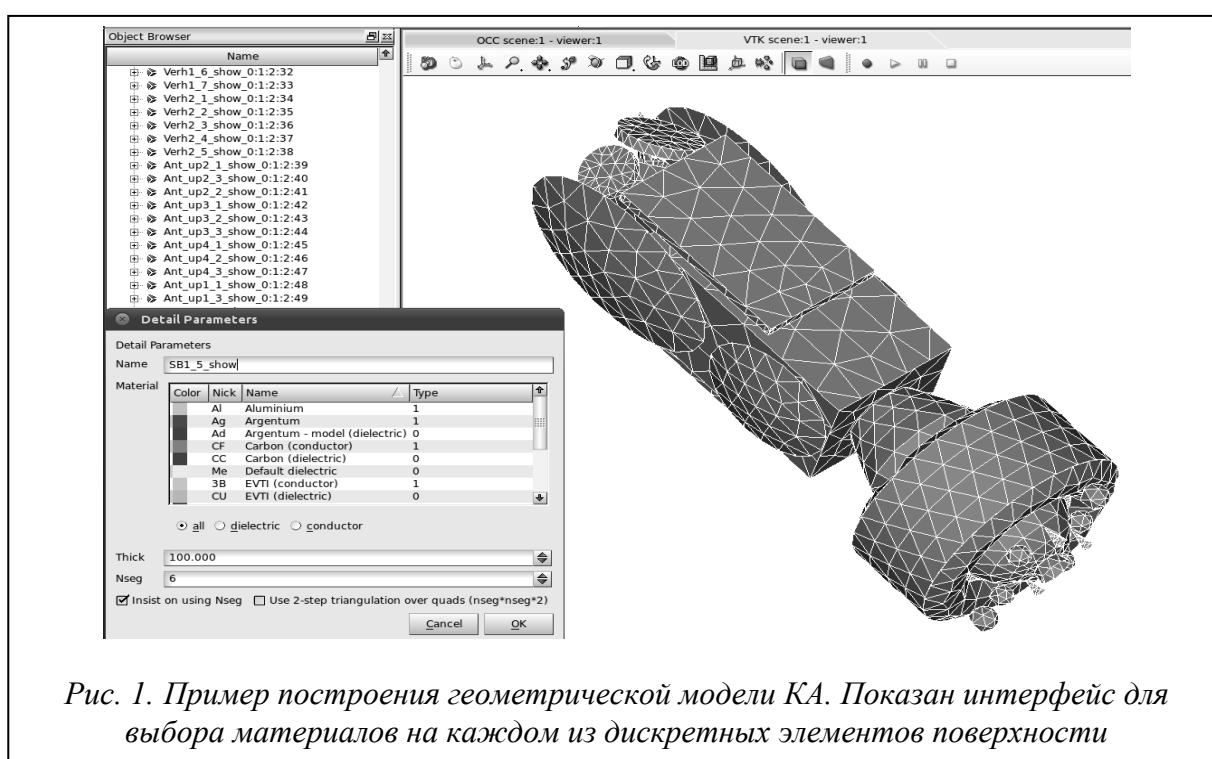 Object Browser
OCC scene:1 - viewer:1
VTK scene:1 - viewer:1
Name
Verh1_6_show_0:1:2:32
Verh1_7_show_0:1:2:33
Verh2_1_show_0:1:2:34
Verh2_2_show_0:1:2:35
Verh2_3_show_0:1:2:36
Verh2_4_show_0:1:2:37
Verh2_5_show_0:1:2:38
Ant_up2_1_show_0:1:2:39
Ant_up2_3_show_0:1:2:40
Ant_up2_2_show_0:1:2:41
Ant_up3_1_show_0:1:2:42
Ant_up3_2_show_0:1:2:43
Ant_up3_3_show_0:1:2:44
Ant_up4_1_show_0:1:2:45
Ant_up4_2_show_0:1:2:46
Ant_up4_3_show_0:1:2:47
Ant_up1_1_show_0:1:2:48
Ant_up1_3_show_0:1:2:49
Detail Parameters
Detail Parameters
Name SB1_5_show
Material
Color Nick Name Type
Al Aluminium 1
Ag Argentum 1
Ad Argentum - model (dielectric) 0
CF Carbon (conductor) 1
CC Carbon (dielectric) 0
Me Default dielectric 0
3B EVTI (conductor) 1
CU EVTI (dielectric) 0
all dielectric conductor
Thick 100.000
Nseg 6
Insist on using Nseg Use 2-step triangulation over quads (nseg*nseg*2)
Cancel OK
Рис. 1. Пример построения геометрической модели КА. Показан интерфейс для
выбора материалов на каждом из дискретных элементов поверхности